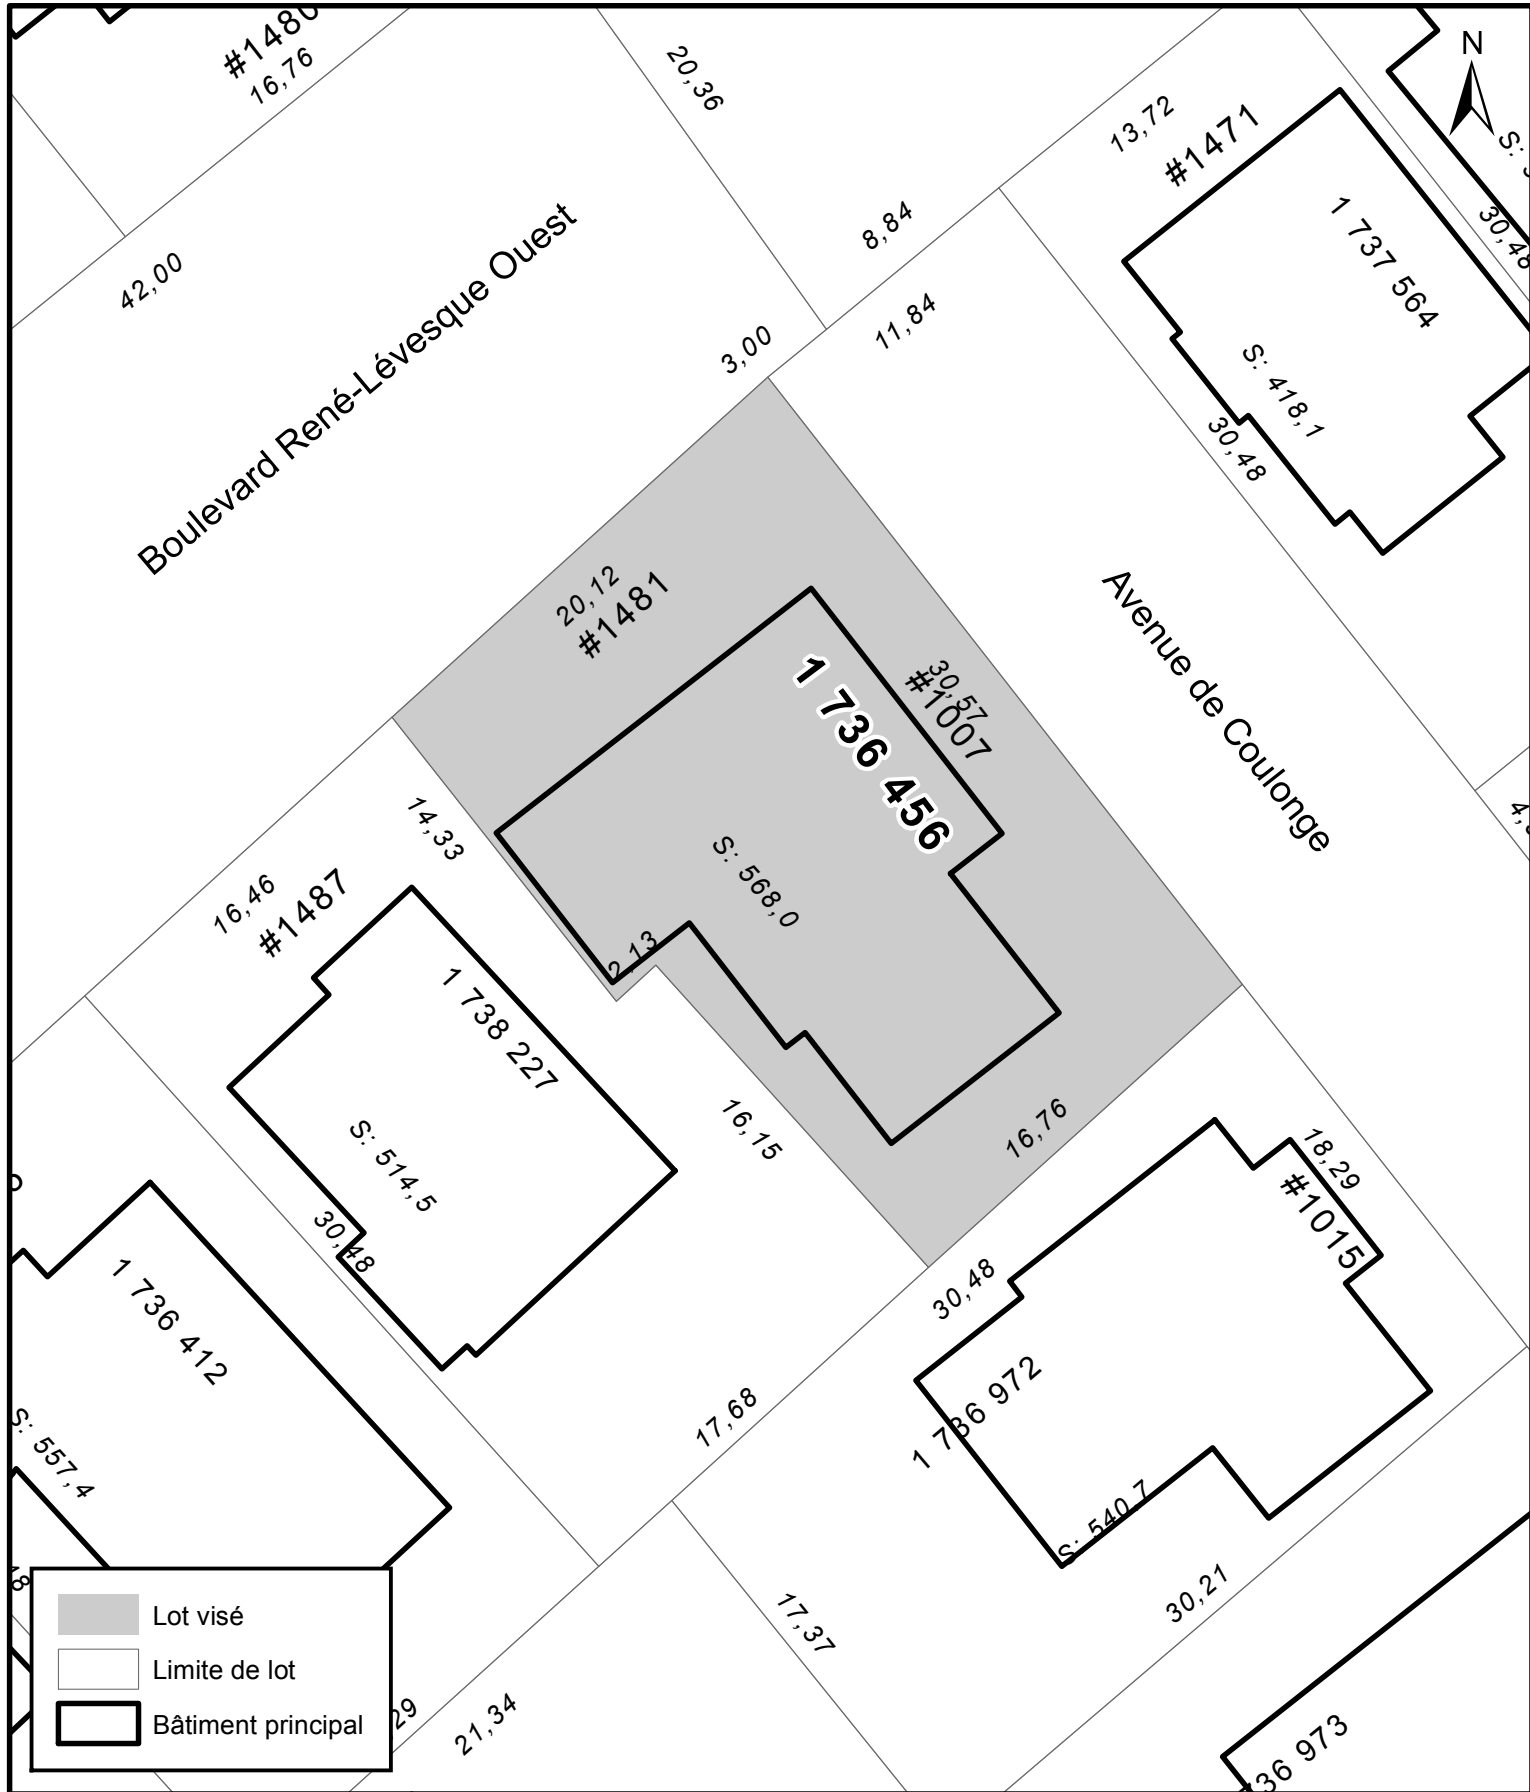 #1480
16,76
20,36
N
13,72
#1471
1 737 564
30,48
S: 418,1
30,48
8,84
11,84
3,00
42,00
Boulevard René-Lévesque Ouest
20,12
#1481
30,57
#1007
1 736 456
S: 568,0
Avenue de Coulonge
14,33
2,13
16,46
#1487
1 738 227
S: 514,5
30,48
16,15
16,76
18,29
#1015
30,48
1 736 972
S: 540,7
1 736 412
S: 557,4
17,68
17,37
30,21
21,34
Lot visé
Limite de lot
Bâtiment principal